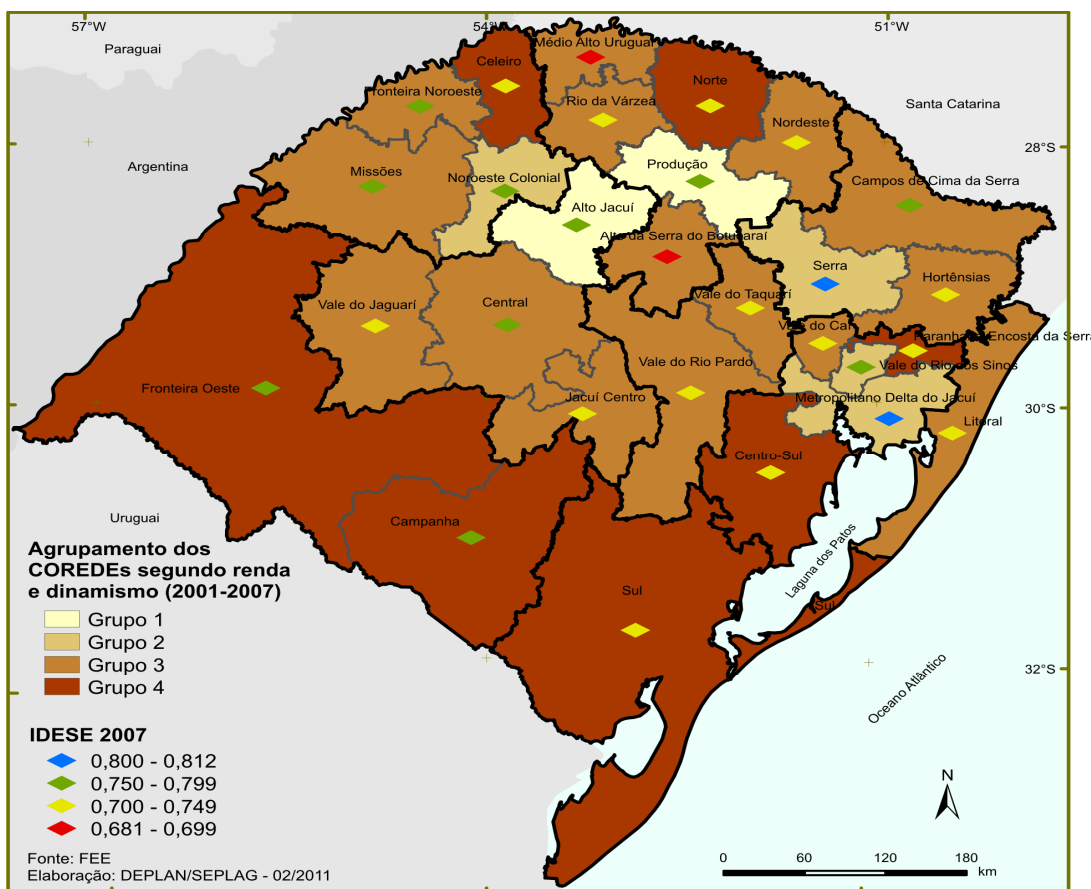 57°W
54°W
51°W
Paraguai
Médio Alto Uruguai
Celeiro
Norte
Fronteira Noroeste
Rio da Várzea
Santa Catarina
Nordeste
28°S
Argentina
Produção
Missões
Noroeste Colonial
Campos de Cima da Serra
Alto Jacuí
Alto da Serra do Botucaraí
Serra
Hortênsias
Vale do Jaguarí
Central
Vale do Taquarí
Vale do Caí
Paranhana Encosta da Serra
Vale do Rio Pardo
Vale do Rio dos Sinos
Fronteira Oeste
Jacuí Centro
Metropolitano Delta do Jacuí
30°S
Litoral
Centro-Sul
Uruguai
Campanha
Laguna dos Patos
Sul
Sul
32°S
Oceano Atlântico
Agrupamento dos
COREDEs segundo renda
e dinamismo (2001-2007)
Grupo 1
Grupo 2
Grupo 3
Grupo 4
IDESE 2007
0,800 - 0,812
0,750 - 0,799
0,700 - 0,749
0,681 - 0,699
Fonte: FEE
Elaboração: DEPLAN/SEPLAG - 02/2011
N
0 60 120 180
km